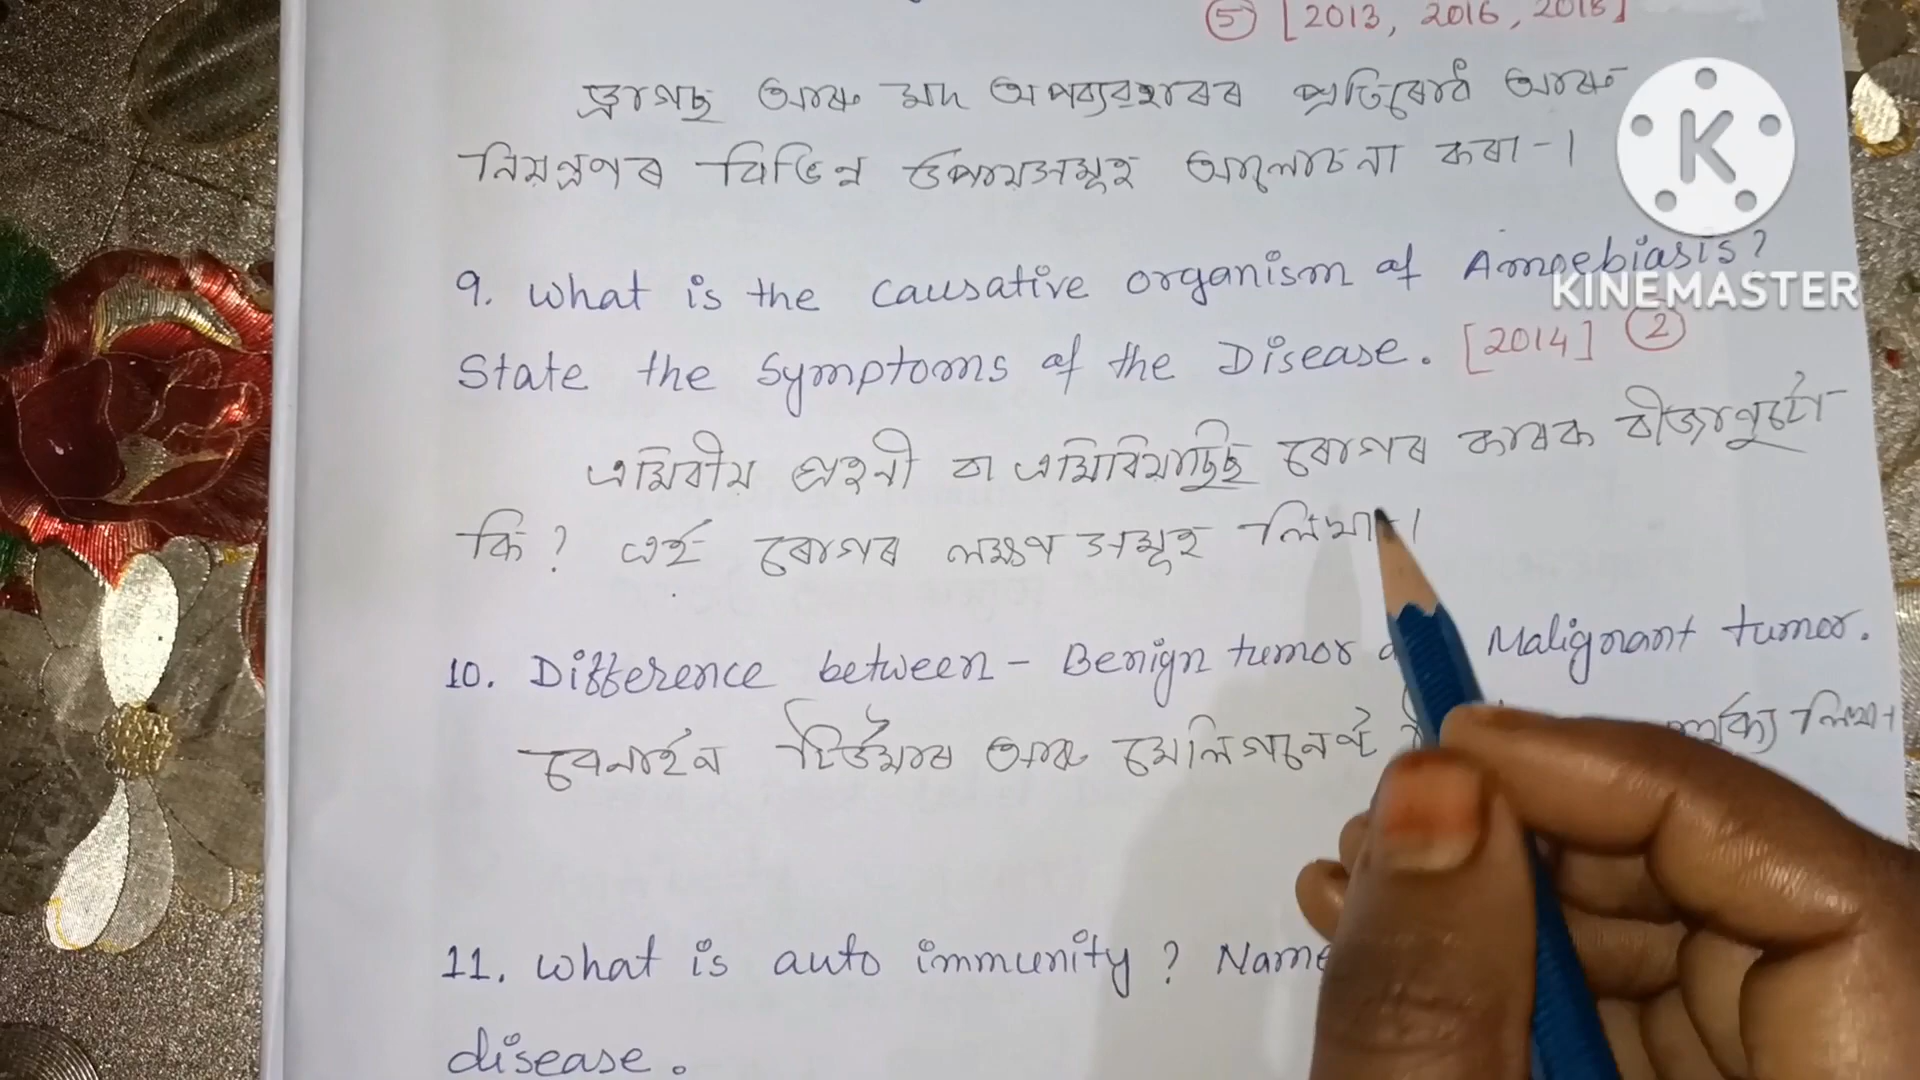 ⑤ [2013, 2016, 2018]
ড্ৰাগছ আৰু মদ অপব্যৱহাৰৰ প্ৰতিৰোধ আৰু
নিয়ন্ত্ৰণৰ বিভিন্ন উপায়সমূহ আলোচনা কৰা।
K
KINEMASTER
9. What is the causative organism of Amoebiasis?
State the symptoms of the Disease. [2014] ②
এমিবীয় গ্ৰহণী বা এমিবিয়াচিছ ৰোগৰ কাৰক বীজাণুটো
কি? এই ৰোগৰ লক্ষণ সমূহ লিখা।
10. Difference between - Benign tumor Malignant tumor.
বেনাইন টিউমাৰ আৰু মেলিগনেণ্ট লিখা।
11. What is auto immunity? Name
disease.